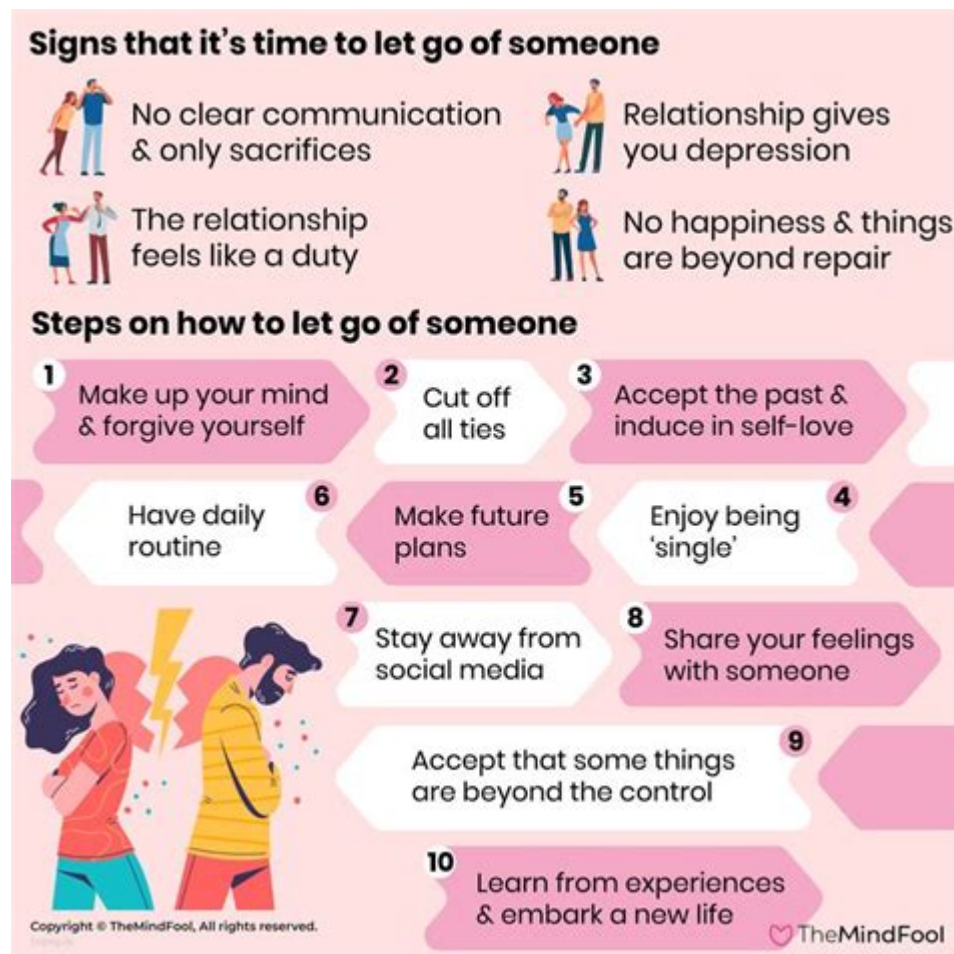 Signs that it's time to let go of someone
No clear communication
& only sacrifices
Relationship gives
you depression
The relationship
feels like a duty
No happiness & things
are beyond repair
Steps on how to let go of someone
1
Make up your mind
& forgive yourself
2
Cut off
all ties
3
Accept the past &
induce in self-love
4
Enjoy being
'single'
5
Make future
plans
6
Have daily
routine
7
Stay away from
social media
8
Share your feelings
with someone
9
Accept that some things
are beyond the control
10
Learn from experiences
& embark a new life
Copyright © TheMindFool, All rights reserved.
TheMindFool